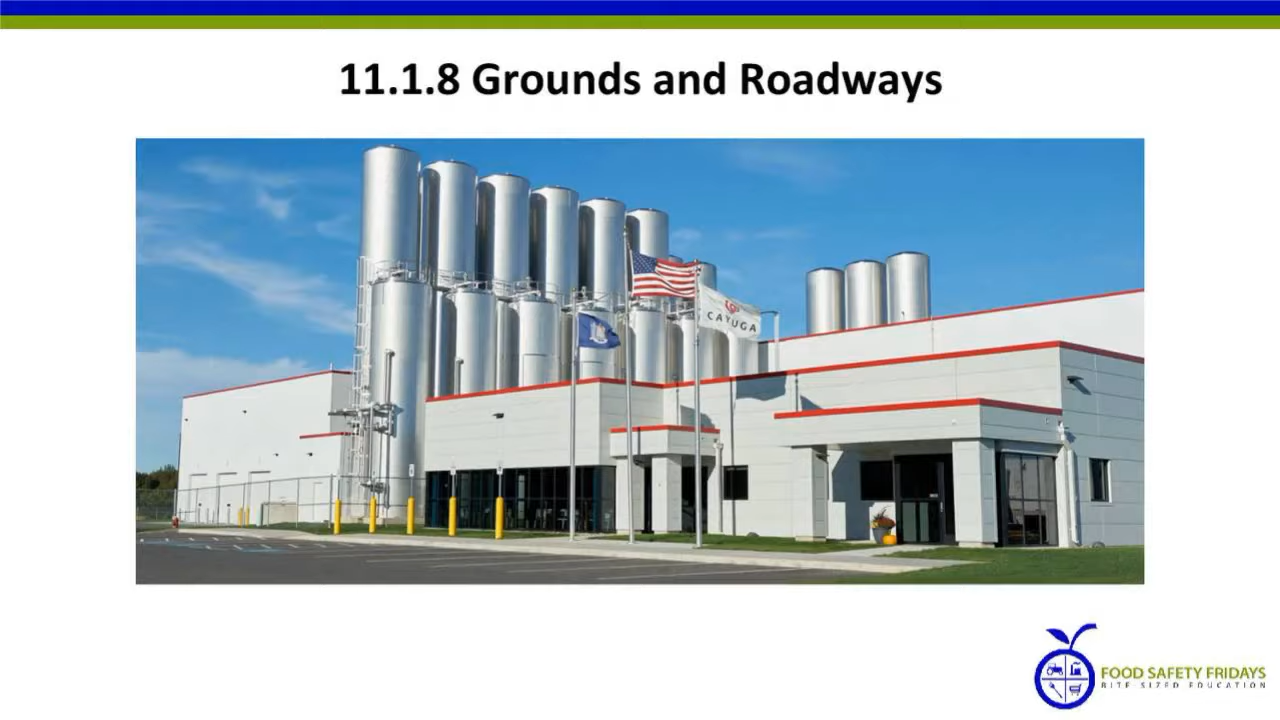 11.1.8 Grounds and Roadways
CAYUGA
FOOD SAFETY FRIDAYS
BITE SIZED EDUCATION